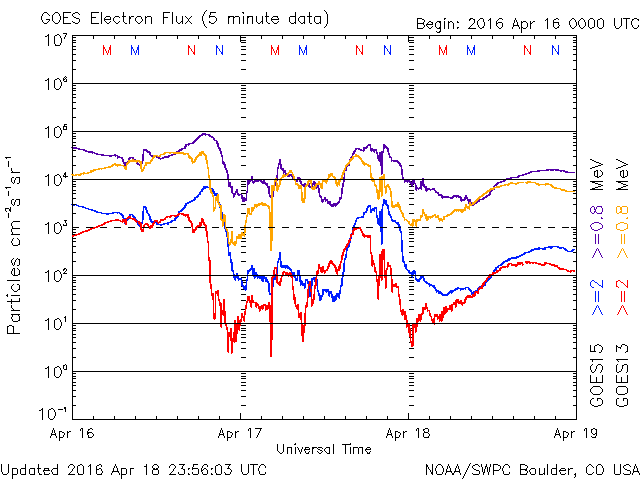 GOES Electron Flux (5 minute data)
Begin: 2016 Apr 16 0000 UTC
10⁷
M M N N M M N N M M N N
10⁶
10⁵
10⁴
10³
10²
10¹
10⁰
10⁻¹
Particles cm⁻²s⁻¹sr⁻¹
Apr 16 Apr 17 Apr 18 Apr 19
Universal Time
GOES15 >=2 >=0.8 MeV
GOES13 >=2 >=0.8 MeV
Updated 2016 Apr 18 23:56:03 UTC
NOAA/SWPC Boulder, CO USA